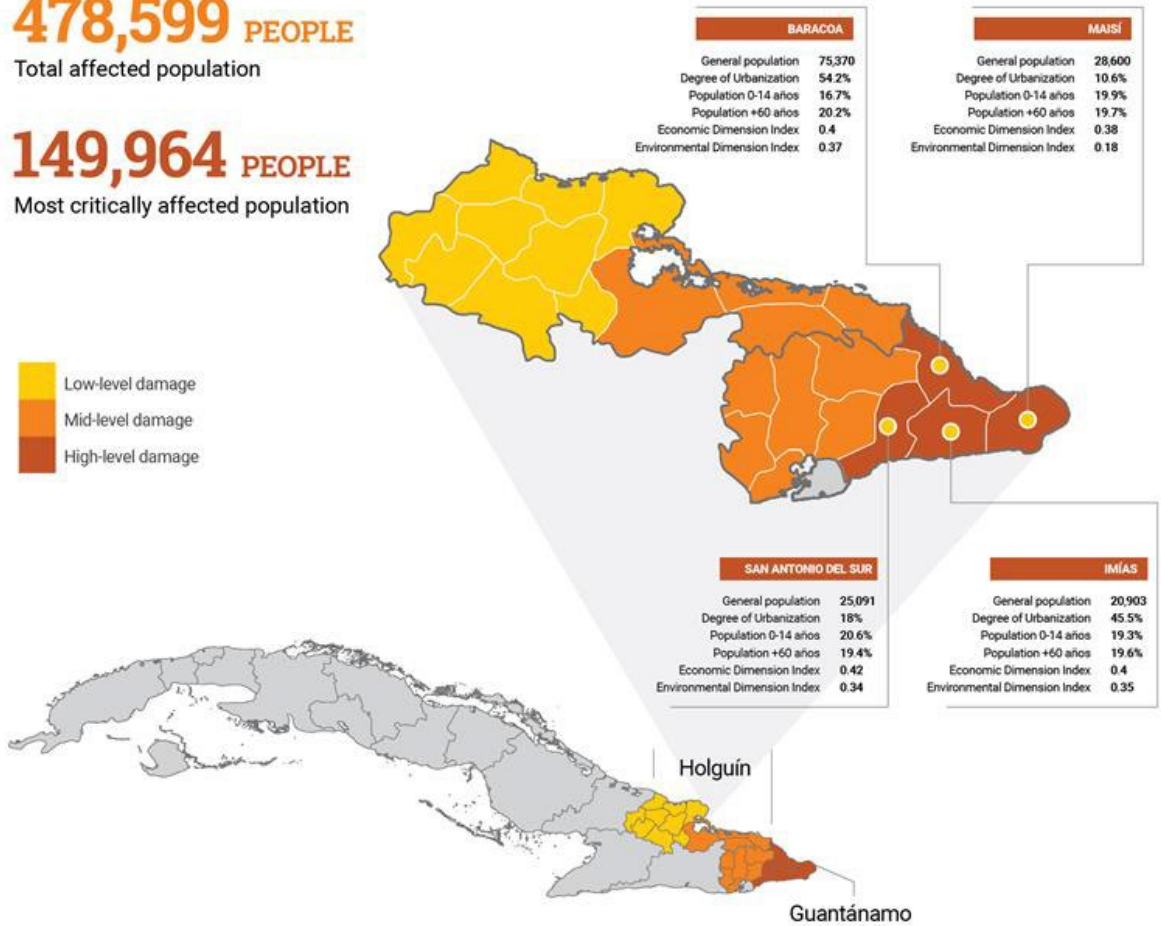 478,599 PEOPLE
Total affected population
149,964 PEOPLE
Most critically affected population
BARACOA
General population 75,370
Degree of Urbanization 54.2%
Population 0-14 años 16.7%
Population +60 años 20.2%
Economic Dimension Index 0.4
Environmental Dimension Index 0.37
MAISÍ
General population 28,600
Degree of Urbanization 10.6%
Population 0-14 años 19.9%
Population +60 años 19.7%
Economic Dimension Index 0.38
Environmental Dimension Index 0.18
Low-level damage
Mid-level damage
High-level damage
SAN ANTONIO DEL SUR
General population 25,091
Degree of Urbanization 18%
Population 0-14 años 20.6%
Population +60 años 19.4%
Economic Dimension Index 0.42
Environmental Dimension Index 0.34
IMÍAS
General population 20,903
Degree of Urbanization 45.5%
Population 0-14 años 19.3%
Population +60 años 19.6%
Economic Dimension Index 0.4
Environmental Dimension Index 0.35
Holguín
Guantánamo